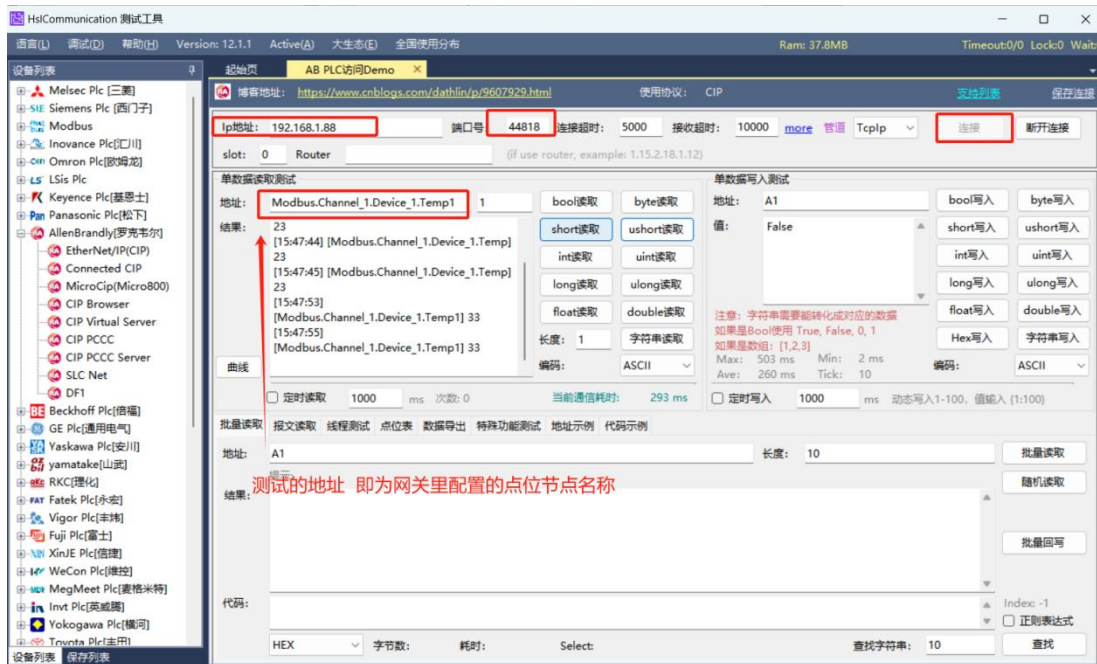 HslCommunication 测试工具
语言(L) 调试(D) 帮助(H) Version: 12.1.1 Active(A) 大生态(E) 全国使用分布 Ram: 37.8MB Timeout:0/0 Lock:0 Wait:
设备列表
起始页 AB PLC访问Demo
博客地址: https://www.cnblogs.com/dathlin/p/9607929.html 使用协议: CIP 支持列表 保存连接
Ip地址: 192.168.1.88 端口号 44818 连接超时: 5000 接收超时: 10000 more 管道 TcpIp 连接 断开连接
slot: 0 Router (if use router, example: 1.15.2.18.1.12)
Melsec Plc [三菱]
Siemens Plc [西门子]
Modbus
Inovance Plc[汇川]
Omron Plc[欧姆龙]
LSis Plc
Keyence Plc[基恩士]
Panasonic Plc[松下]
AllenBrandly[罗克韦尔]
EtherNet/IP(CIP)
Connected CIP
MicroCip(Micro800)
CIP Browser
CIP Virtual Server
CIP PCCC
CIP PCCC Server
SLC Net
DF1
Beckhoff Plc[倍福]
GE Plc[通用电气]
Yaskawa Plc[安川]
yamatake[山武]
RKC[理化]
Fatek Plc[永宏]
Vigor Plc[丰炜]
Fuji Plc[富士]
XinJE Plc[信捷]
WeCon Plc[维控]
MegMeet Plc[麦格米特]
Invt Plc[英威腾]
Yokogawa Plc[横河]
Toyota Plc[丰田]
设备列表 保存列表
单数据读取测试
地址: Modbus.Channel_1.Device_1.Temp1 1 bool读取 byte读取
结果: 23
[15:47:44] [Modbus.Channel_1.Device_1.Temp]
23
[15:47:45] [Modbus.Channel_1.Device_1.Temp]
23
[15:47:53]
[Modbus.Channel_1.Device_1.Temp1] 33
[15:47:55]
[Modbus.Channel_1.Device_1.Temp1] 33
short读取 ushort读取
int读取 uint读取
long读取 ulong读取
float读取 double读取
长度: 1 字符串读取
编码: ASCII
曲线
定时读取 1000 ms 次数: 0 当前通信耗时: 293 ms
单数据写入测试
地址: A1 bool写入 byte写入
值: False short写入 ushort写入
int写入 uint写入
long写入 ulong写入
float写入 double写入
Hex写入 字符串写入
注意: 字符串需要能转化成对应的数据
如果是Bool使用 True, False, 0, 1
如果是数组: [1,2,3]
Max: 503 ms Min: 2 ms
Ave: 260 ms Tick: 10
编码: ASCII
定时写入 1000 ms 动态写入1-100, 值输入 {1:100}
批量读取 报文读取 线程测试 点位表 数据导出 特殊功能测试 地址示例 代码示例
地址: A1 长度: 10 批量读取
测试的地址 即为网关里配置的点位节点名称
结果: 随机读取
批量回写
代码: Index: -1
正则表达式
HEX 字节数: 耗时: Select: 查找字符串: 10 查找